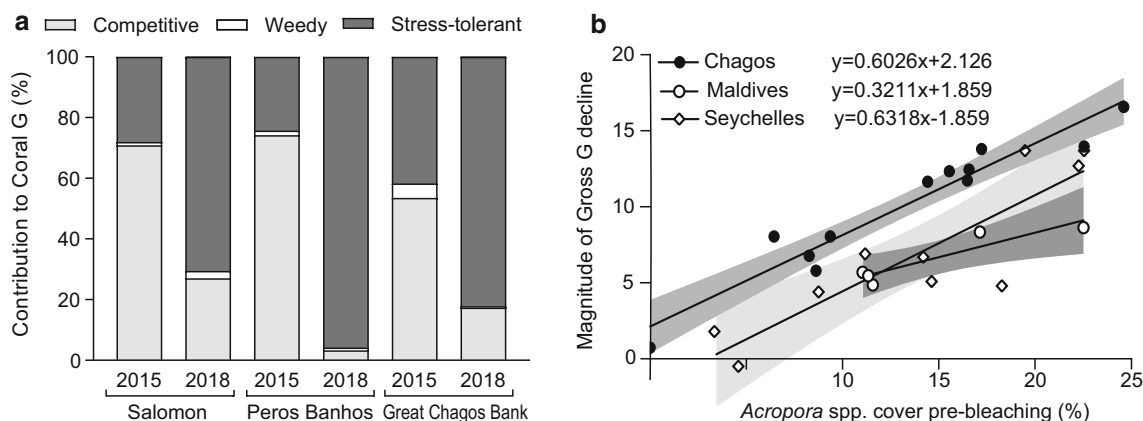 a
Competitive Weedy Stress-tolerant
Contribution to Coral G (%)
100
80
60
40
20
0
2015 2018 2015 2018 2015 2018
Salomon Peros Banhos Great Chagos Bank
b
Magnitude of Gross G decline
20
15
10
5
0
Chagos y=0.6026x+2.126
Maldives y=0.3211x+1.859
Seychelles y=0.6318x-1.859
5 10 15 20 25
Acropora spp. cover pre-bleaching (%)